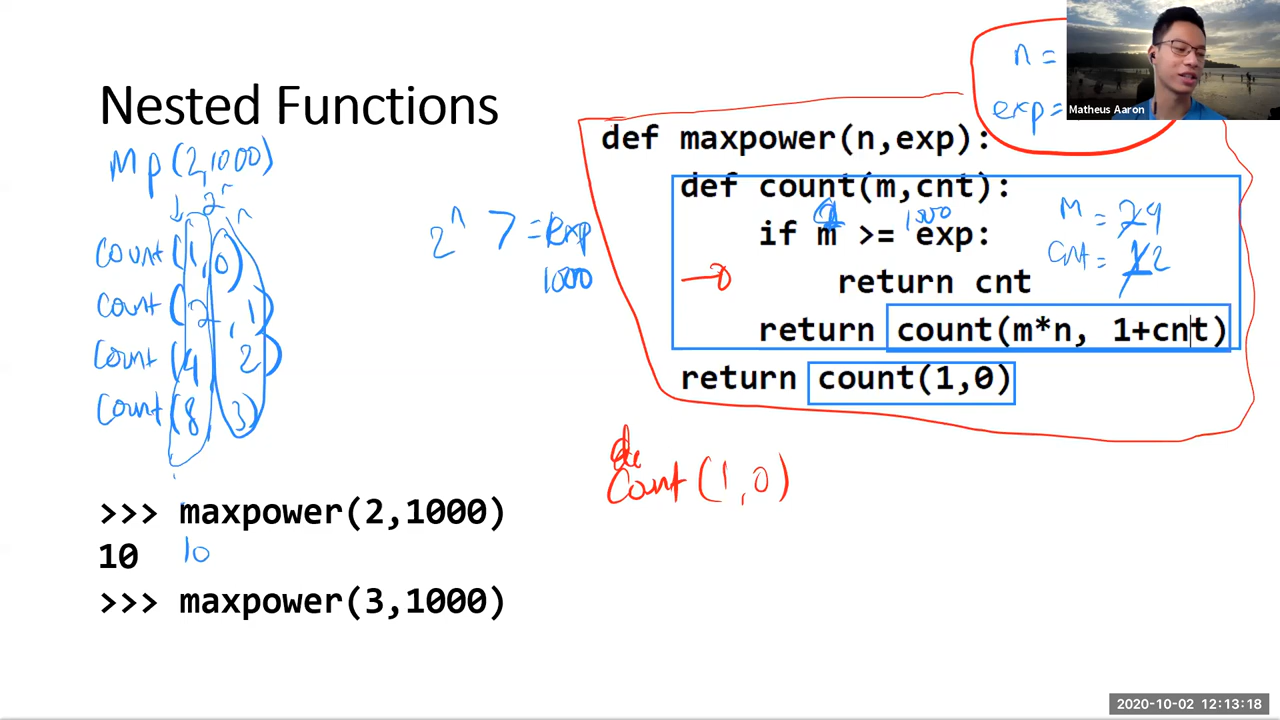 Nested Functions
Mp(2,1000)
2^n
n
count(1,0)
count(2,1)
count(4 2)
count(8 3)
2^n >= exp
1000
n =
exp=
Matheus Aaron
def maxpower(n,exp):
def count(m,cnt):
1000
if m >= exp:
return cnt
return count(m*n, 1+cnt)
return count(1,0)
M = 24
cnt = 12
Count(1,0)
>>> maxpower(2,1000)
10 10
>>> maxpower(3,1000)
2020-10-02 12:13:18